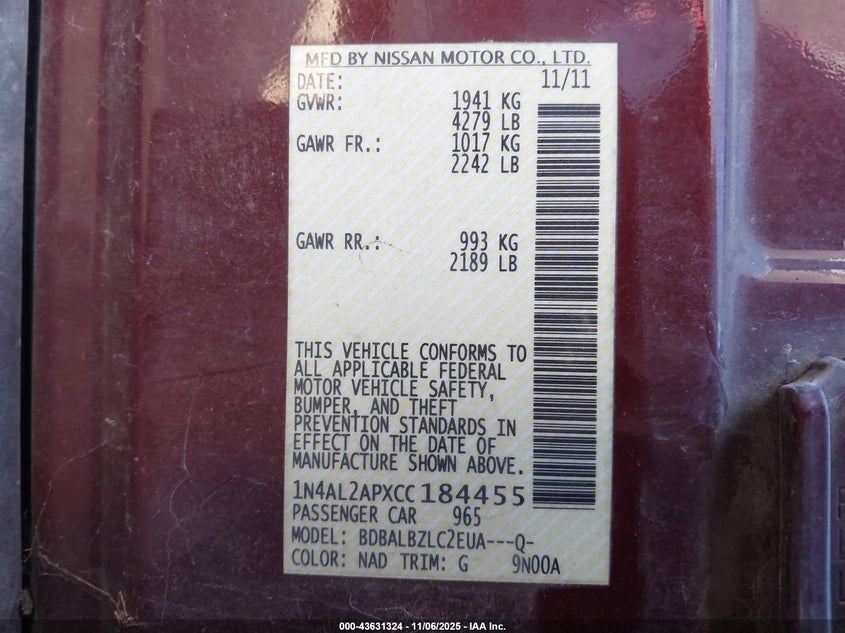 MFD BY NISSAN MOTOR CO., LTD.
DATE: 11/11
GVWR: 1941 KG
4279 LB
GAWR FR.: 1017 KG
2242 LB
GAWR RR.: 993 KG
2189 LB
THIS VEHICLE CONFORMS TO
ALL APPLICABLE FEDERAL
MOTOR VEHICLE SAFETY,
BUMPER, AND THEFT
PREVENTION STANDARDS IN
EFFECT ON THE DATE OF
MANUFACTURE SHOWN ABOVE.
1N4AL2APXCC184455
PASSENGER CAR 965
MODEL: BDBALBZLC2EUA---Q-
COLOR: NAD TRIM: G 9N00A
000-43631324 - 11/06/2025 - IAA Inc.